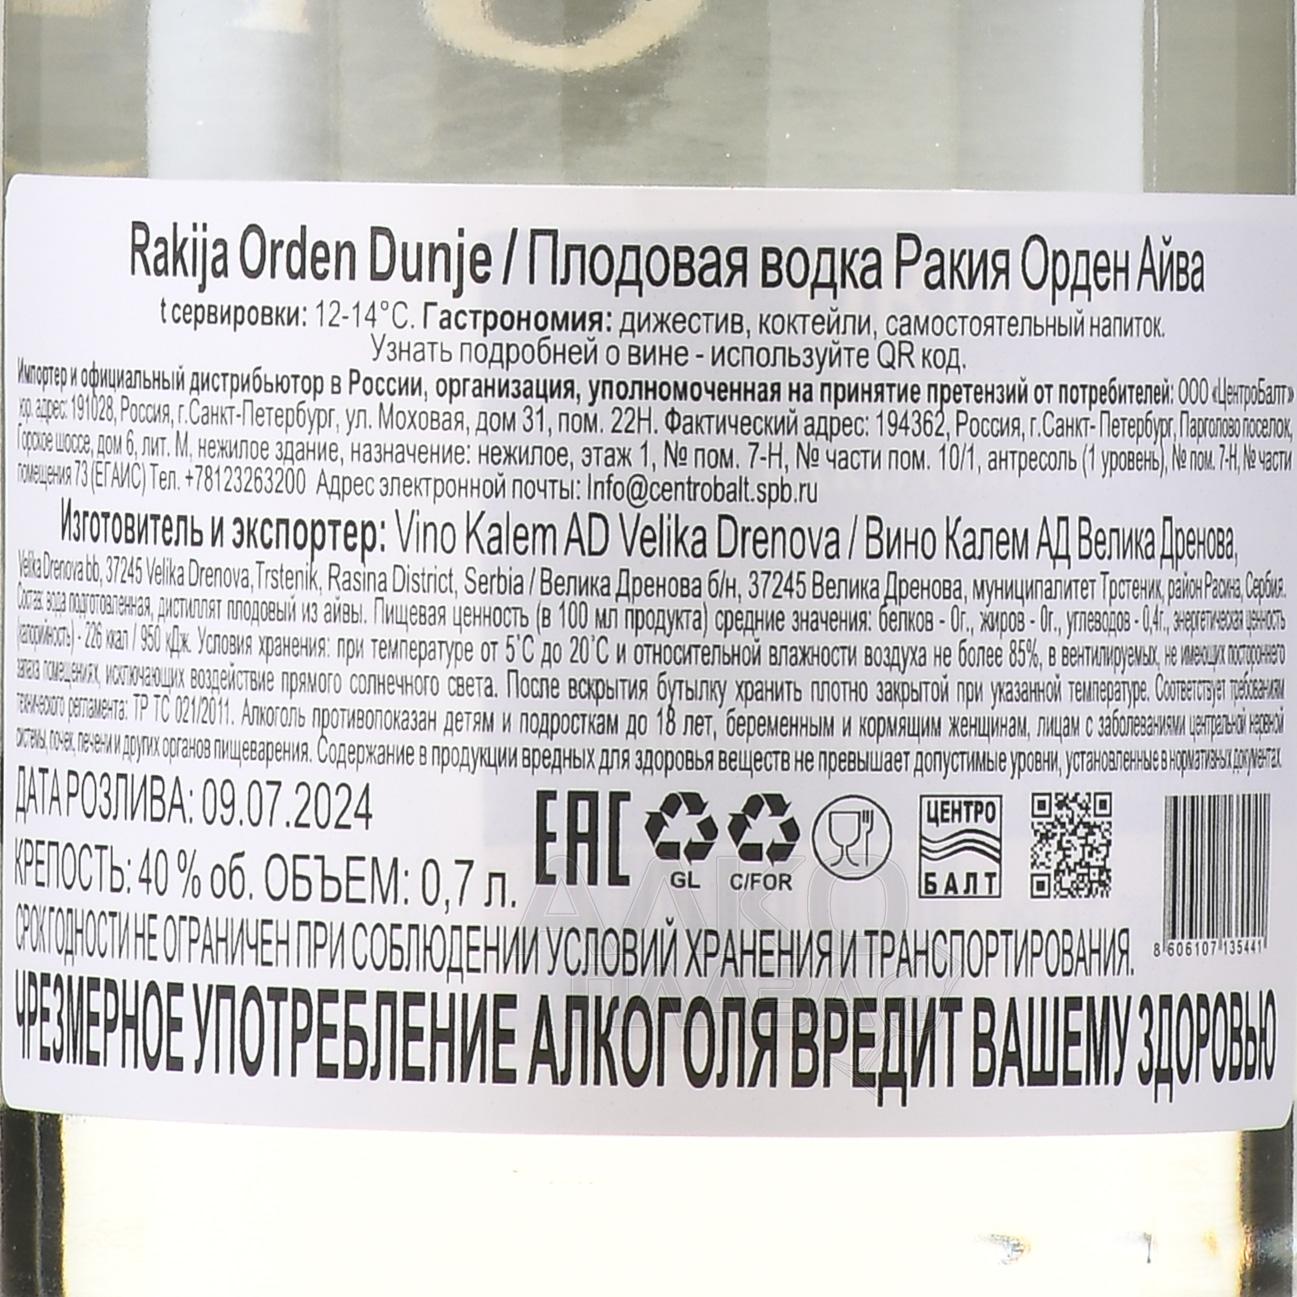 Rakija Orden Dunje / Плодовая водка Ракия Орден Айва
t сервировки: 12-14°С. Гастрономия: дижестив, коктейли, самостоятельный напиток.
Узнать подробней о вине - используйте QR код.
Импортер и официальный дистрибьютор в России, организация, уполномоченная на принятие претензий от потребителей: ООО «ЦентроБалт»
юр. адрес: 191028, Россия, г.Санкт-Петербург, ул. Моховая, дом 31, пом. 22Н. Фактический адрес: 194362, Россия, г.Санкт- Петербург, Парголово поселок,
Горское шоссе, дом 6, лит. М, нежилое здание, назначение: нежилое, этаж 1, № пом. 7-Н, № части пом. 10/1, антресоль (1 уровень), № пом. 7-Н, № части
помещения 73 (ЕГАИС) Тел. +78123263200 Адрес электронной почты: Info@centrobalt.spb.ru
Изготовитель и экспортер: Vino Kalem AD Velika Drenova / Вино Калем АД Велика Дренова,
Velika Drenova bb, 37245 Velika Drenova, Trstenik, Rasina District, Serbia / Велика Дренова б/н, 37245 Велика Дренова, муниципалитет Трстеник, район Расина, Сербия.
Состав: вода подготовленная, дистиллят плодовый из айвы. Пищевая ценность (в 100 мл продукта) средние значения: белков - 0г., жиров - 0г., углеводов - 0,4г., энергетическая ценность
(калорийность) - 226 ккал / 950 кДж. Условия хранения: при температуре от 5˚С до 20˚С и относительной влажности воздуха не более 85%, в вентилируемых, не имеющих постороннего
запаха помещениях, исключающих воздействие прямого солнечного света. После вскрытия бутылку хранить плотно закрытой при указанной температуре. Соответствует требованиям
технического регламента: ТР ТС 021/2011. Алкоголь противопоказан детям и подросткам до 18 лет, беременным и кормящим женщинам, лицам с заболеваниями центральной нервной
системы, почек, печени и других органов пищеварения. Содержание в продукции вредных для здоровья веществ не превышает допустимые уровни, установленные в нормативных документах.
ДАТА РОЗЛИВА: 09.07.2024
КРЕПОСТЬ: 40 % об. ОБЪЕМ: 0,7 л.
EAC
GL
C/FOR
ЦЕНТРО
БАЛТ
8 606107 135441
СРОК ГОДНОСТИ НЕ ОГРАНИЧЕН ПРИ СОБЛЮДЕНИИ УСЛОВИЙ ХРАНЕНИЯ И ТРАНСПОРТИРОВАНИЯ.
ЧРЕЗМЕРНОЕ УПОТРЕБЛЕНИЕ АЛКОГОЛЯ ВРЕДИТ ВАШЕМУ ЗДОРОВЬЮ